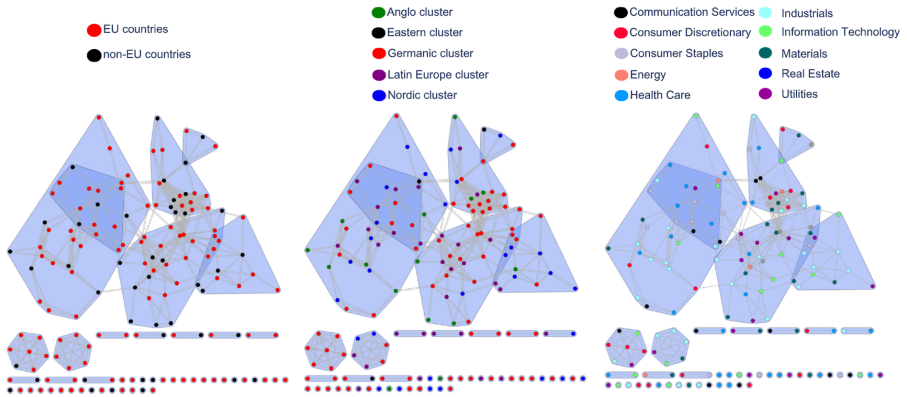 EU countries
non-EU countries
Anglo cluster
Eastern cluster
Germanic cluster
Latin Europe cluster
Nordic cluster
Communication Services
Consumer Discretionary
Consumer Staples
Energy
Health Care
Industrials
Information Technology
Materials
Real Estate
Utilities